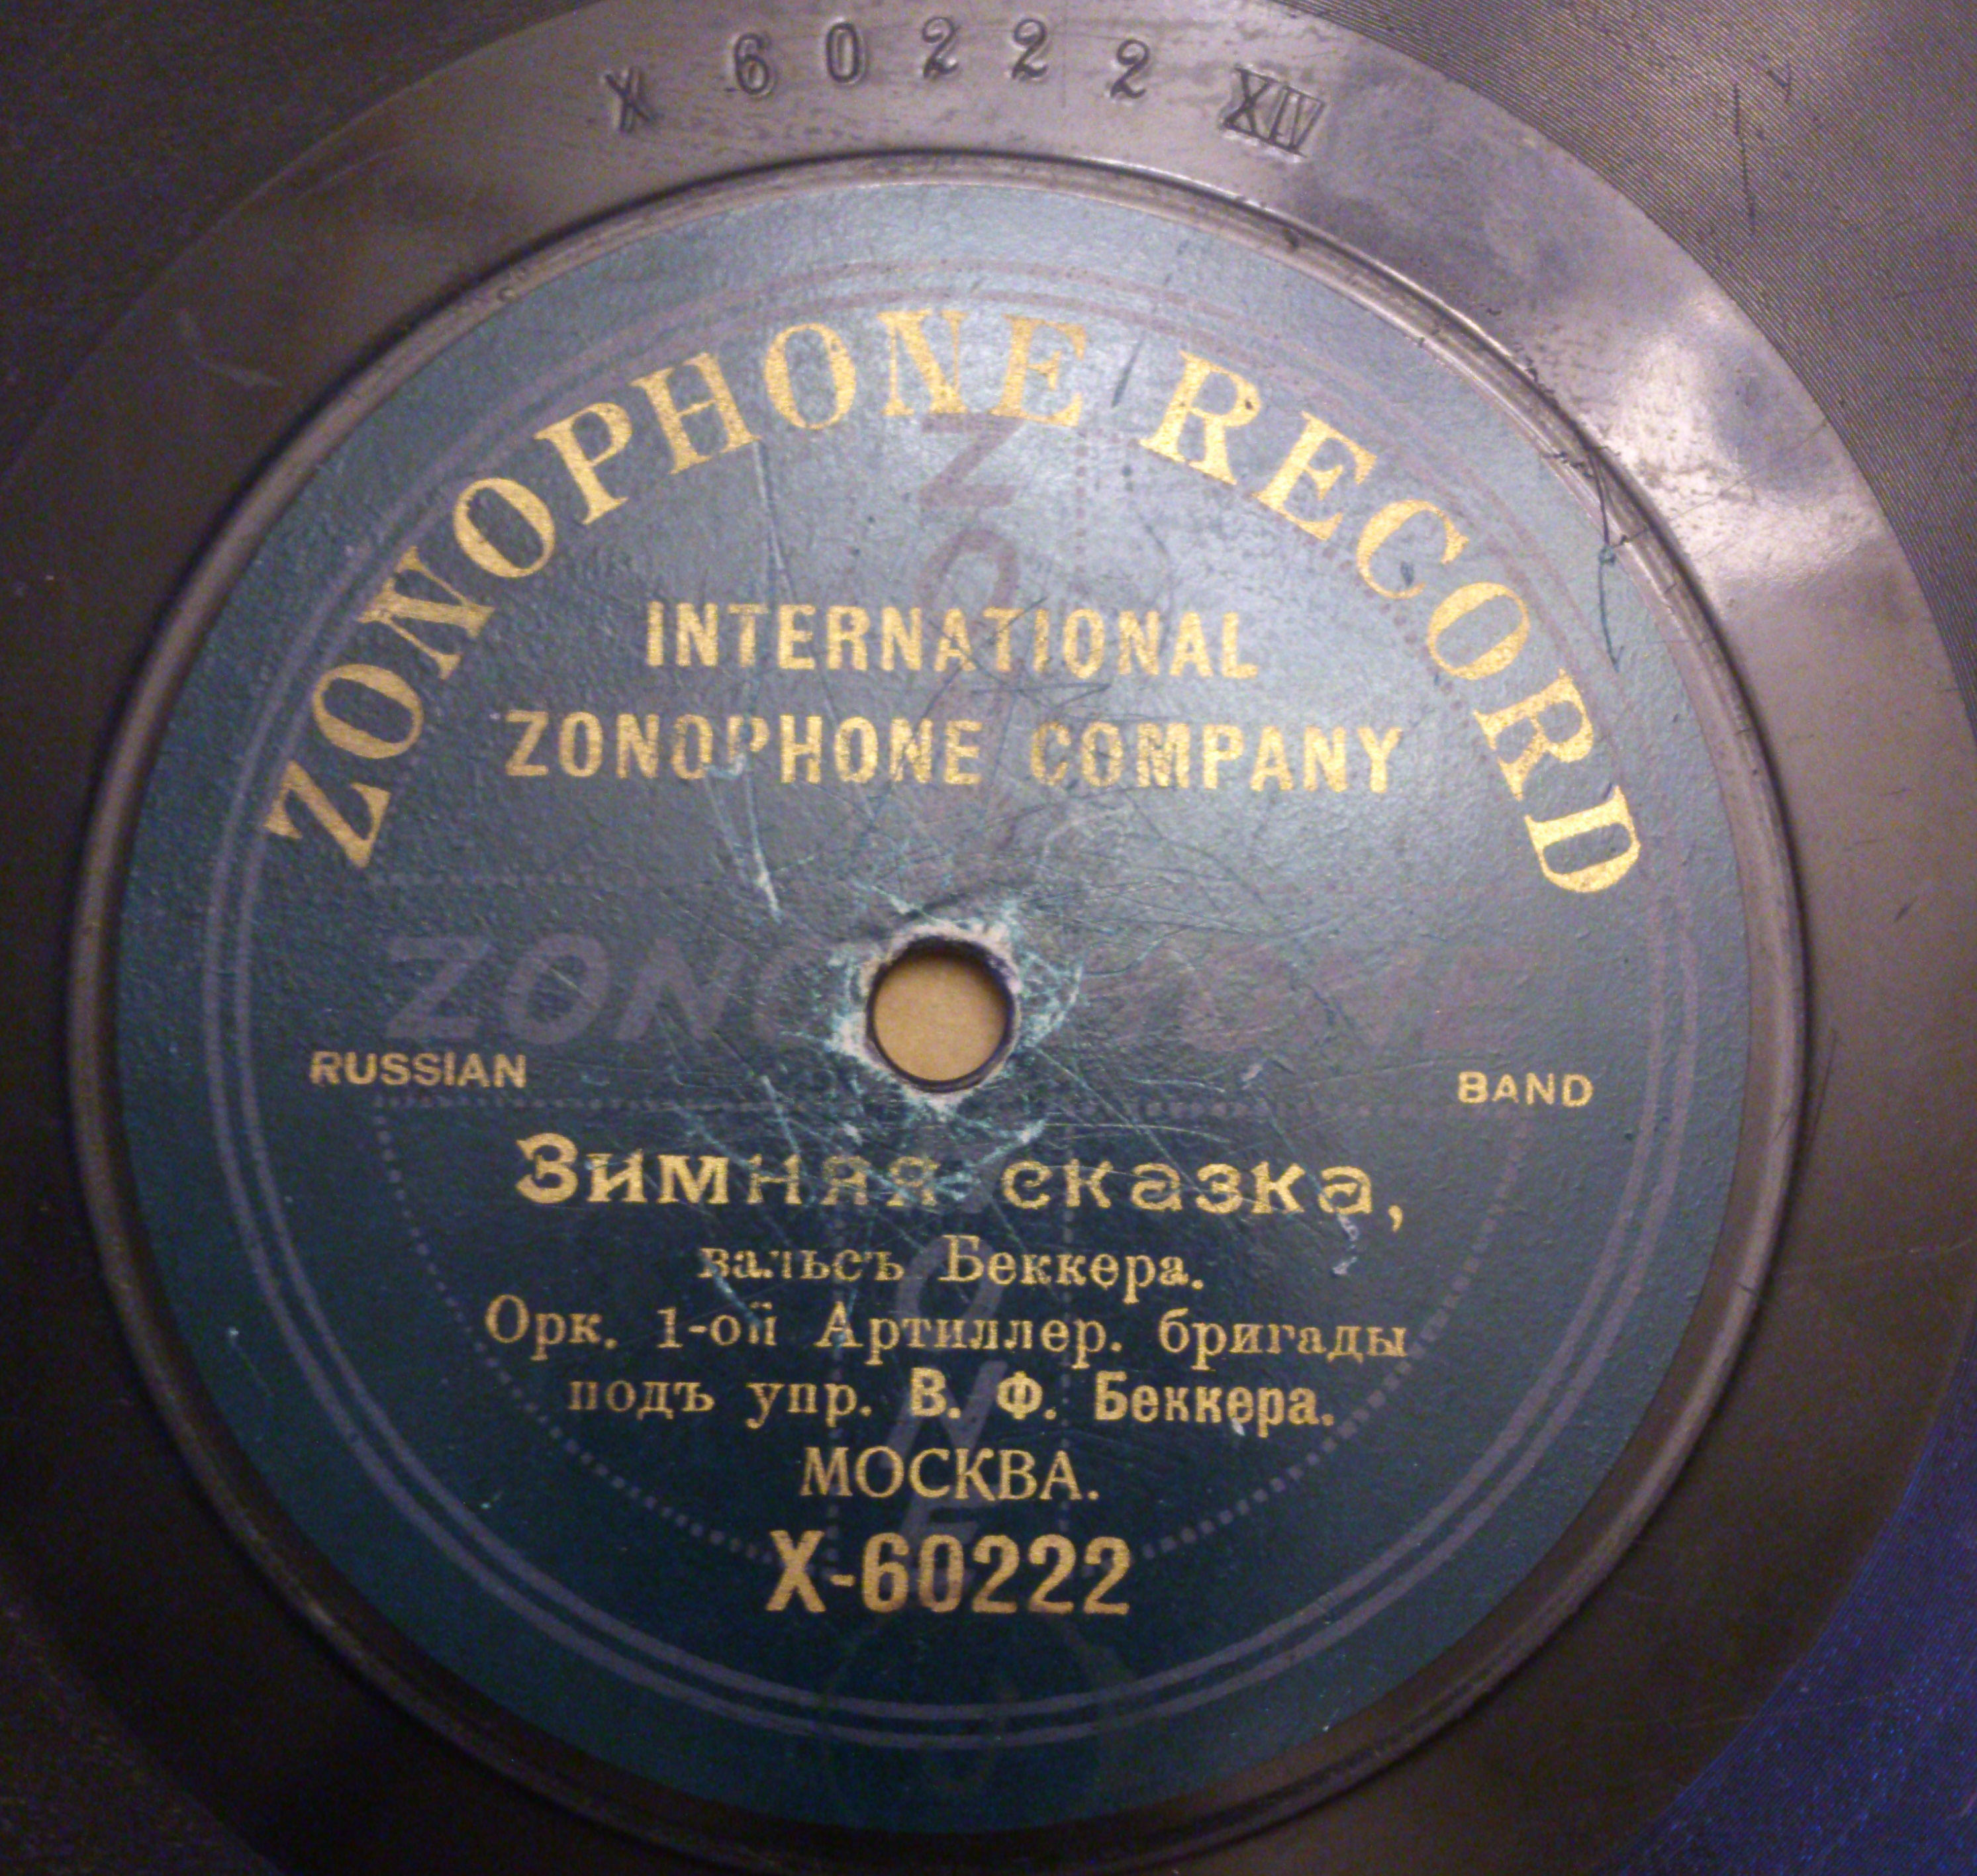 X 60222 XIV
ZONOPHONE RECORD
INTERNATIONAL
ZONOPHONE COMPANY
RUSSIAN BAND
Зимняя сказка,
вальсъ Беккера.
Орк. 1-ой Артиллер. бригады
подъ упр. В. Ф. Беккера.
МОСКВА.
X-60222